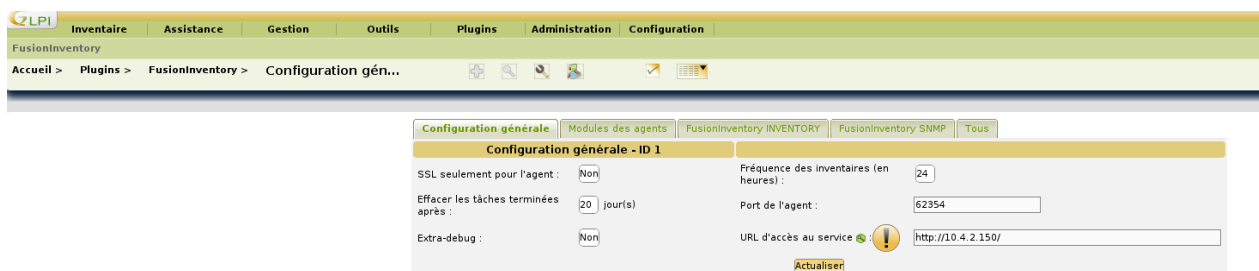 GLPI
Inventaire Assistance Gestion Outils Plugins Administration Configuration
FusionInventory
Accueil > Plugins > FusionInventory > Configuration gén...
Configuration générale Modules des agents FusionInventory INVENTORY FusionInventory SNMP Tous
Configuration générale - ID 1
SSL seulement pour l'agent : Non
Fréquence des inventaires (en
heures) : 24
Effacer les tâches terminées
après : 20 jour(s)
Port de l'agent : 62354
Extra-debug : Non
URL d'accès au service : ! http://10.4.2.150/
Actualiser